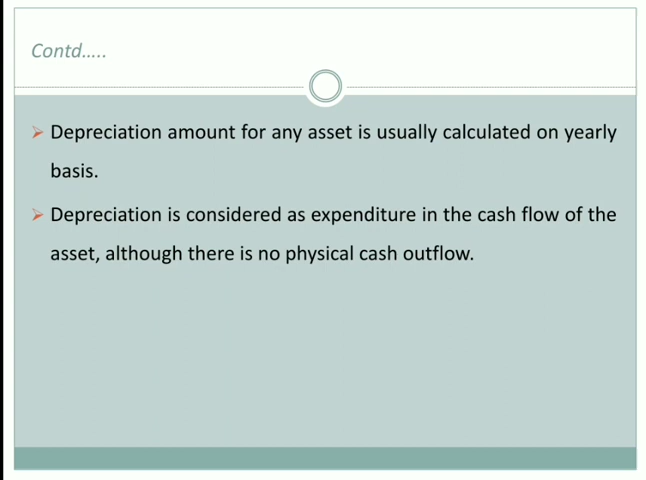 Contd.....
Depreciation amount for any asset is usually calculated on yearly
basis.
Depreciation is considered as expenditure in the cash flow of the
asset, although there is no physical cash outflow.